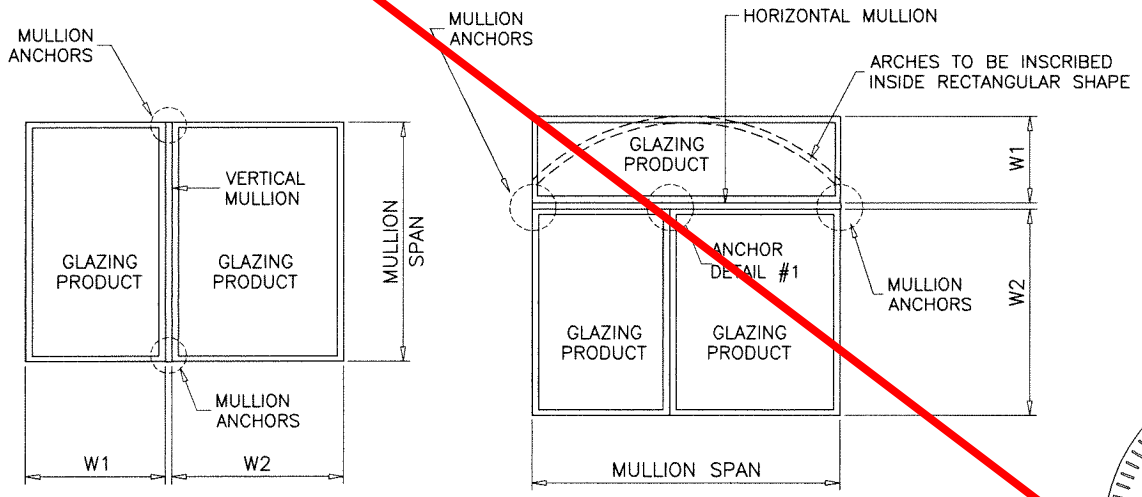 MULLION
ANCHORS
VERTICAL
MULLION
GLAZING
PRODUCT
GLAZING
PRODUCT
MULLION
SPAN
MULLION
ANCHORS
W1
W2
MULLION
ANCHORS
HORIZONTAL MULLION
ARCHES TO BE INSCRIBED
INSIDE RECTANGULAR SHAPE
GLAZING
PRODUCT
W1
ANCHOR
DETAIL #1
MULLION
ANCHORS
W2
GLAZING
PRODUCT
GLAZING
PRODUCT
MULLION SPAN